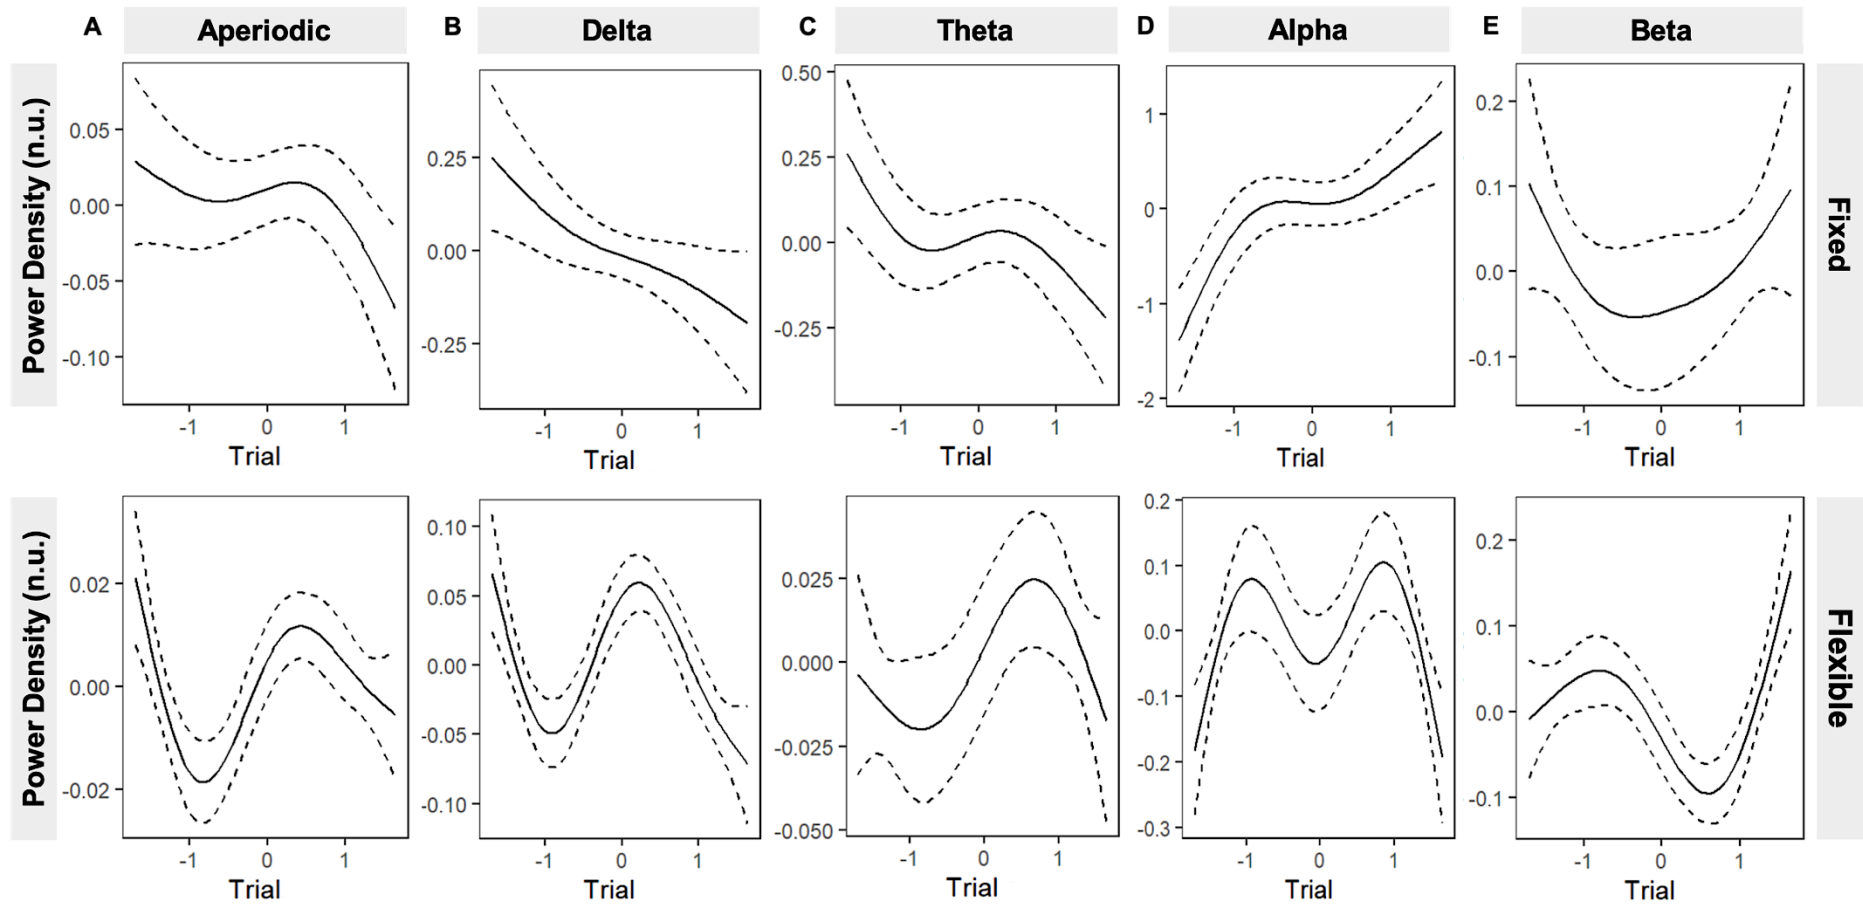 A Aperiodic B Delta C Theta D Alpha E Beta
Power Density (n.u.)
0.05
0.00
-0.05
-0.10
-1 0 1
Trial
0.25
0.00
-0.25
-1 0 1
Trial
0.50
0.25
0.00
-0.25
-1 0 1
Trial
1
0
-1
-2
-1 0 1
Trial
0.2
0.1
0.0
-0.1
-1 0 1
Trial
Fixed
Power Density (n.u.)
0.02
0.00
-0.02
-1 0 1
Trial
0.10
0.05
0.00
-0.05
-0.10
-1 0 1
Trial
0.025
0.000
-0.025
-0.050
-1 0 1
Trial
0.2
0.1
0.0
-0.1
-0.2
-0.3
-1 0 1
Trial
0.2
0.1
0.0
-0.1
-1 0 1
Trial
Flexible